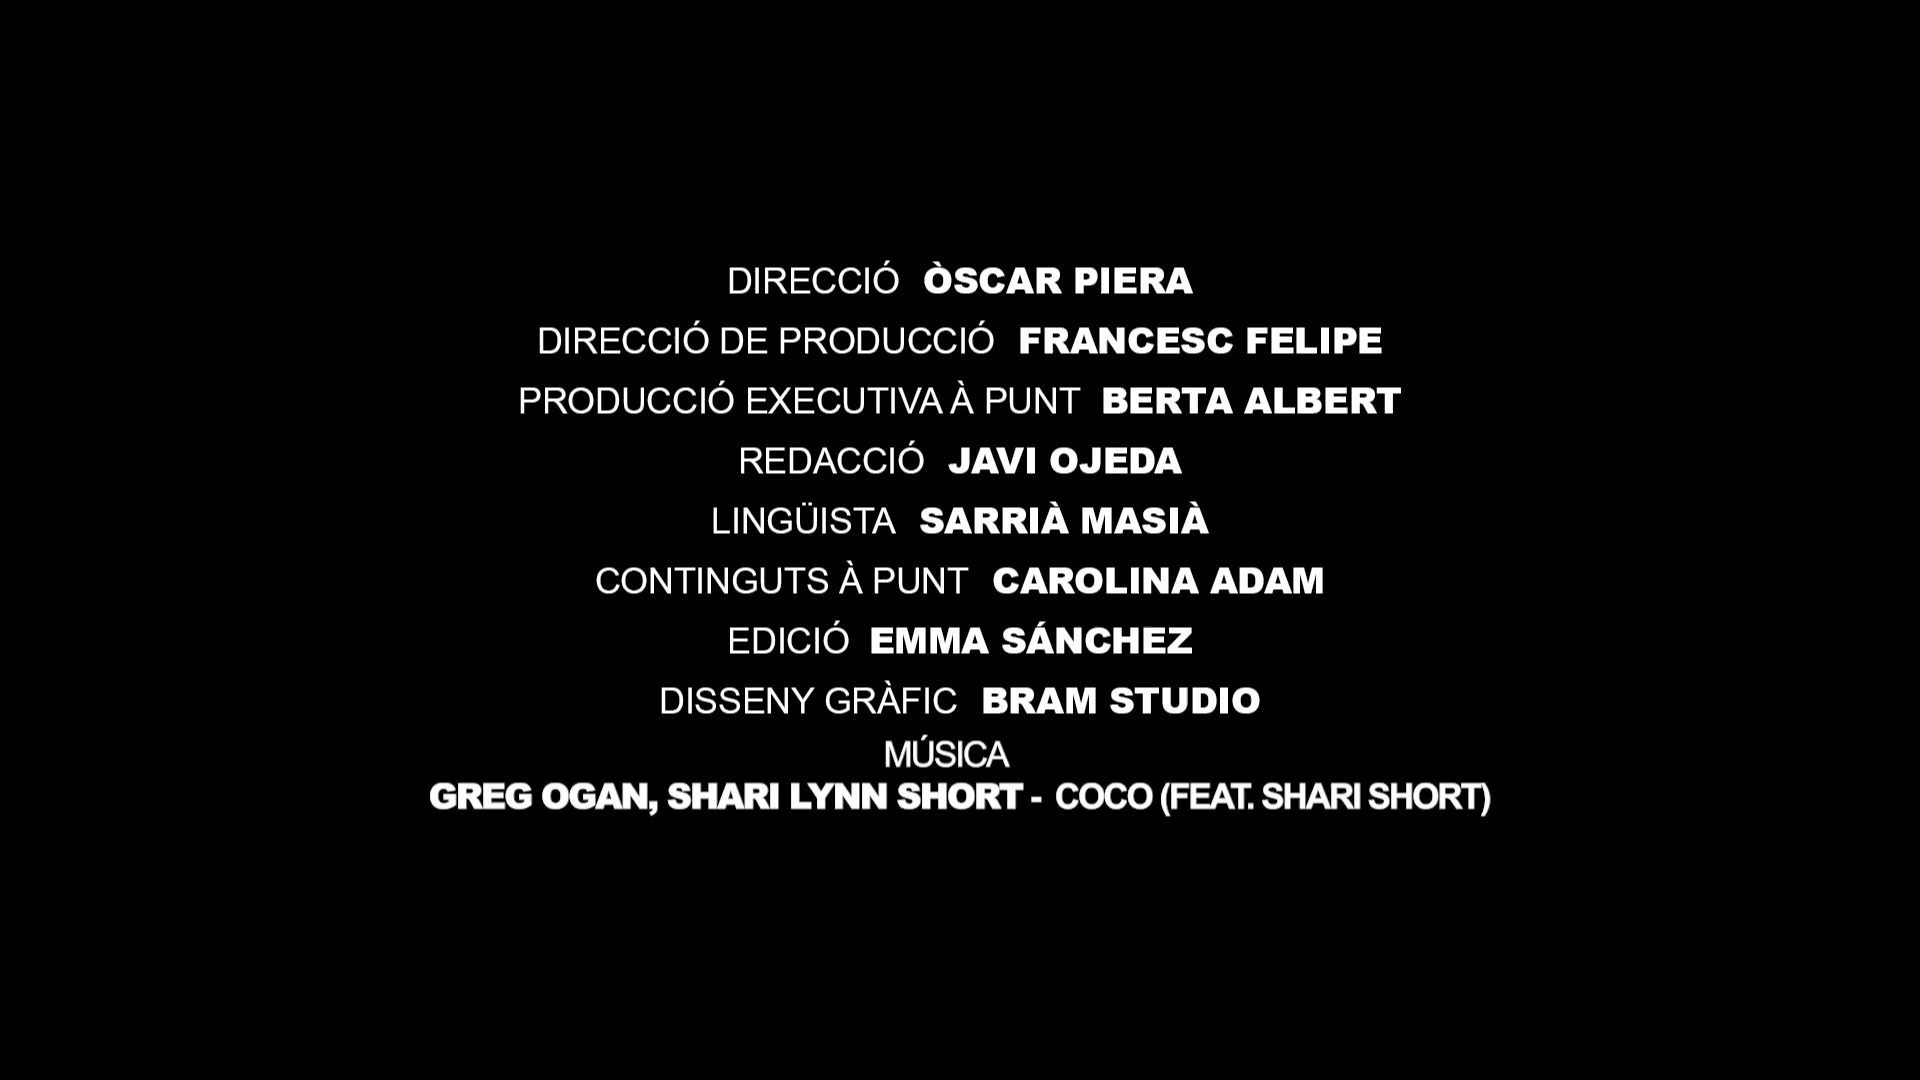 DIRECCIÓ ÒSCAR PIERA
DIRECCIÓ DE PRODUCCIÓ FRANCESC FELIPE
PRODUCCIÓ EXECUTIVA À PUNT BERTA ALBERT
REDACCIÓ JAVI OJEDA
LINGÜISTA SARRIÀ MASIÀ
CONTINGUTS À PUNT CAROLINA ADAM
EDICIÓ EMMA SÁNCHEZ
DISSENY GRÀFIC BRAM STUDIO
MÚSICA
GREG OGAN, SHARI LYNN SHORT - COCO (FEAT. SHARI SHORT)